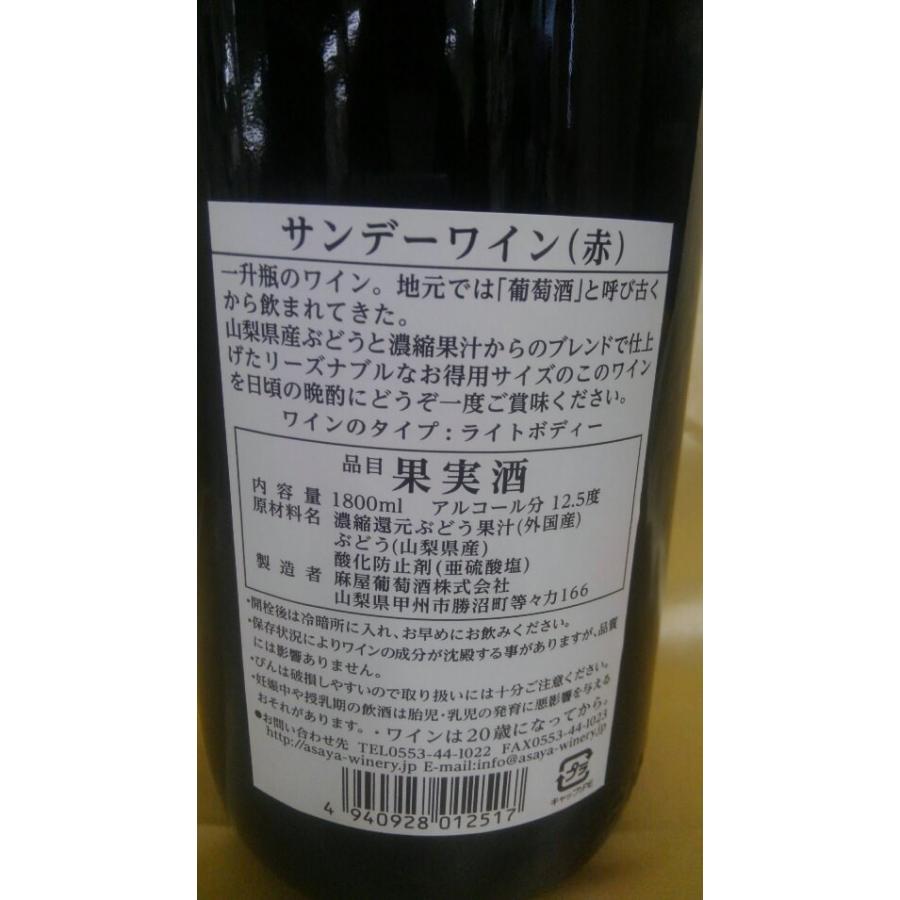 サンデーワイン(赤)
一升瓶のワイン。地元では「葡萄酒」と呼び古く
から飲まれてきた。
山梨県産ぶどうと濃縮果汁からのブレンドで仕上
げたリーズナブルなお得用サイズのこのワイン
を日頃の晩酌にどうぞ一度ご賞味ください。
ワインのタイプ：ライトボディー
品目 果実酒
内容量 1800ml アルコール分 12.5度
原材料名 濃縮還元ぶどう果汁(外国産)
ぶどう(山梨県産)
酸化防止剤(亜硫酸塩)
製造者 麻屋葡萄酒株式会社
山梨県甲州市勝沼町等々力166
・開栓後は冷暗所に入れ、お早めにお飲みください。
・保存状況によりワインの成分が沈殿する事がありますが、品質
には影響ありません。
・びんは破損しやすいので取り扱いには十分ご注意ください。
・妊娠中や授乳期の飲酒は胎児・乳児の発育に悪影響を与える
おそれがあります。・ワインは20歳になってから。
●お問い合わせ先 TEL0553-44-1022 FAX0553-44-1023
http://asaya-winery.jp E-mail:info@asaya-winery.jp
プラ
キャップ:PE
4 940928 012517